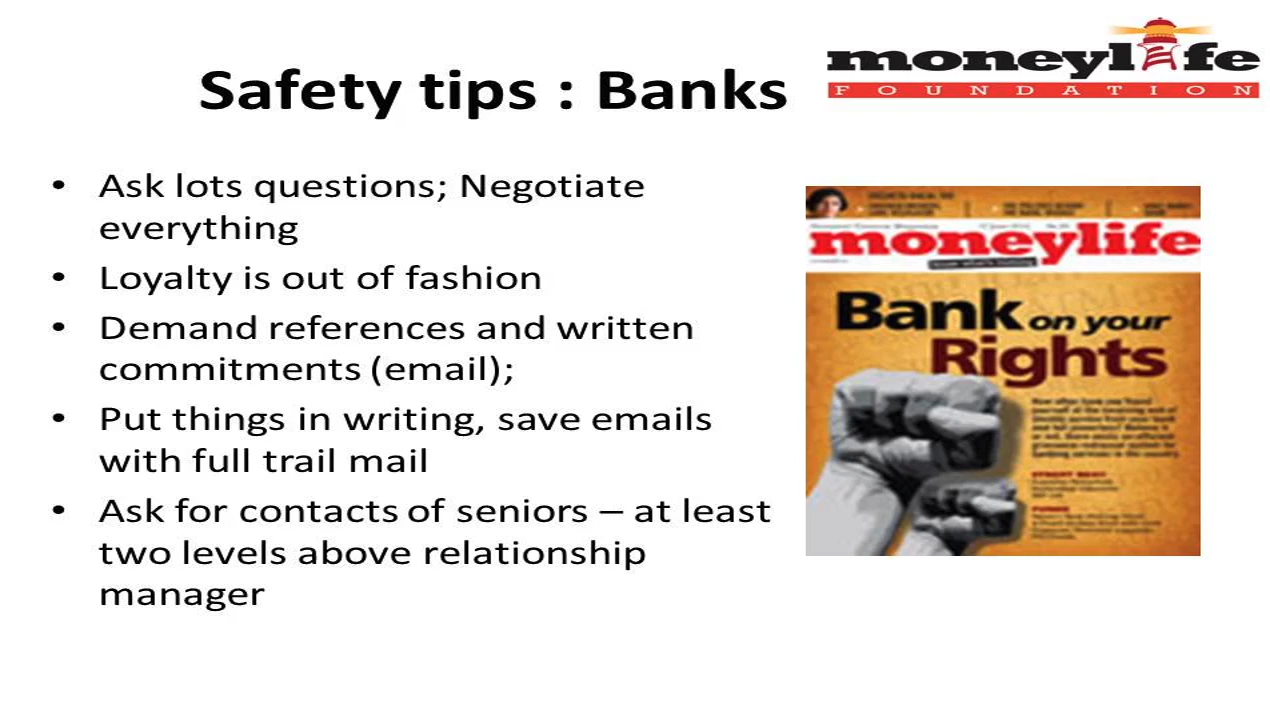 moneylife
FOUNDATION
Safety tips : Banks
• Ask lots questions; Negotiate
everything
• Loyalty is out of fashion
• Demand references and written
commitments (email);
• Put things in writing, save emails
with full trail mail
• Ask for contacts of seniors – at least
two levels above relationship
manager
moneylife
Bank on your
Rights